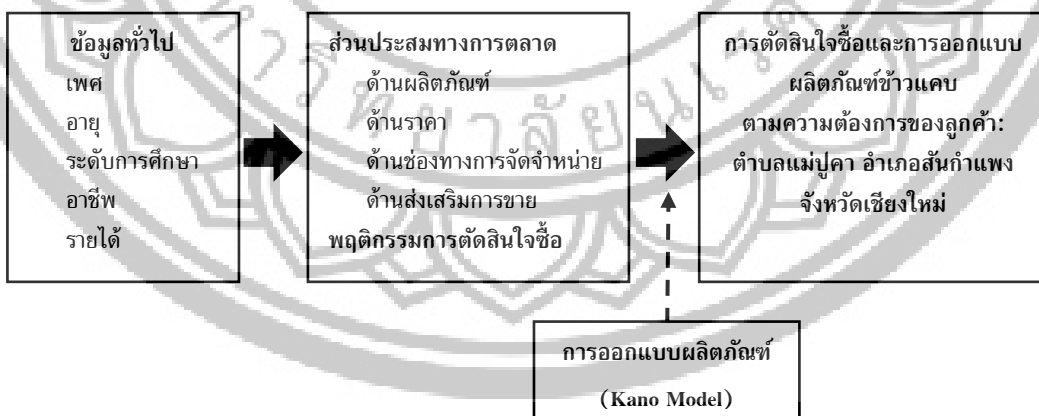 ข้อมูลทั่วไป
เพศ
อายุ
ระดับการศึกษา
อาชีพ
รายได้
ส่วนประสมทางการตลาด
ด้านผลิตภัณฑ์
ด้านราคา
ด้านช่องทางการจัดจำหน่าย
ด้านส่งเสริมการขาย
พฤติกรรมการตัดสินใจซื้อ
การตัดสินใจซื้อและการออกแบบ
ผลิตภัณฑ์ข้าวแคบ
ตามความต้องการของลูกค้า:
ตำบลแม่ปูคา อำเภอสันกำแพง
จังหวัดเชียงใหม่
การออกแบบผลิตภัณฑ์
(Kano Model)